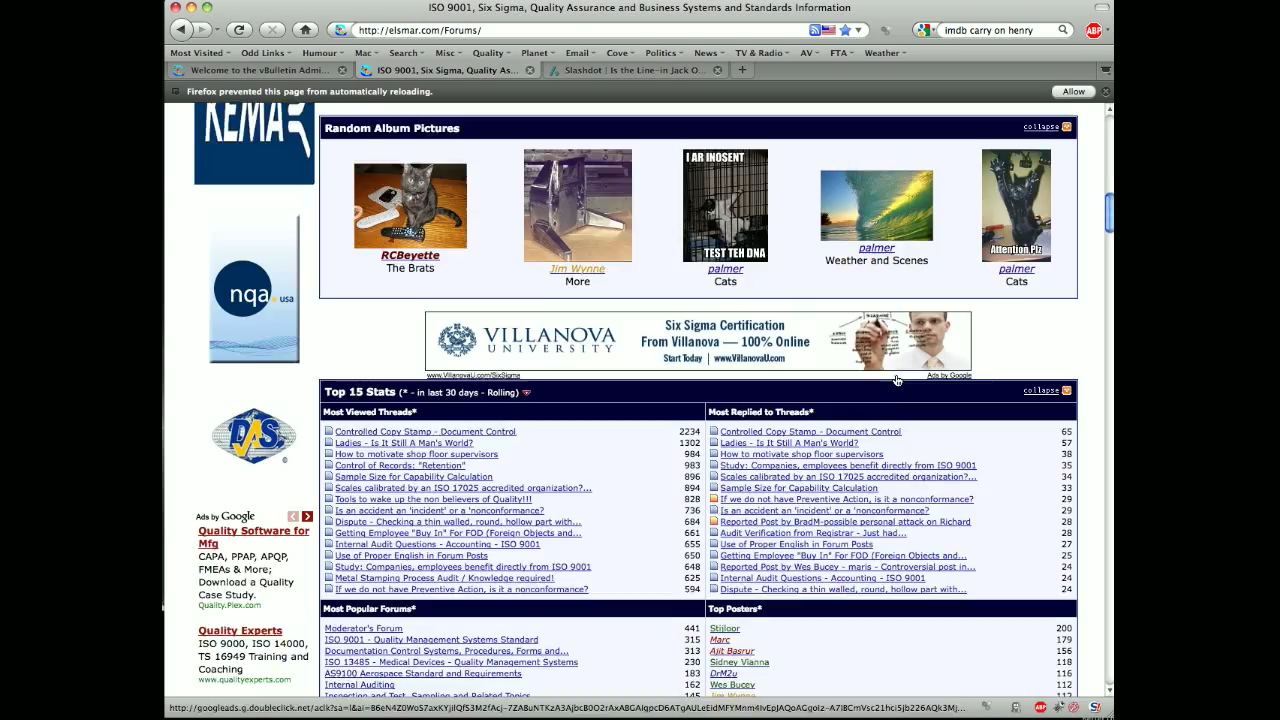 ISO 9001, Six Sigma, Quality Assurance and Business Systems and Standards Information
http://elsmar.com/Forums/
imdb carry on henry
ABP
Most Visited
Odd Links
Humour
Mac
Search
Misc
Quality
Planet
Email
Cove
Politics
News
TV & Radio
AV
FTA
Weather
Welcome to the vBulletin Admi...
ISO 9001, Six Sigma, Quality As...
Slashdot | Is the Line-in Jack O...
Firefox prevented this page from automatically reloading.
Allow
KEMA
nqa.usa
DAS
Ads by Google
Quality Software for
Mfg
CAPA, PPAP, APQP,
FMEAs & More;
Download a Quality
Case Study.
Quality.Plex.com
Quality Experts
ISO 9000, ISO 14000,
TS 16949 Training and
Coaching
www.qualityexperts.com
Random Album Pictures
collapse
I AR INOSENT
TEST TEH DNA
Attention Plz
RCBeyette
The Brats
Jim Wynne
More
palmer
Cats
palmer
Weather and Scenes
palmer
Cats
VILLANOVA
UNIVERSITY
Six Sigma Certification
From Villanova — 100% Online
Start Today | www.VillanovaU.com
www.VillanovaU.com/SixSigma
Ads by Google
Top 15 Stats (* - in last 30 days - Rolling)
collapse
Most Viewed Threads*
Controlled Copy Stamp - Document Control 2234
Ladies - Is It Still A Man's World? 1302
How to motivate shop floor supervisors 984
Control of Records: "Retention" 983
Sample Size for Capability Calculation 896
Scales calibrated by an ISO 17025 accredited organization?... 894
Tools to wake up the non believers of Quality!!! 828
Is an accident an 'incident' or a 'nonconformance'? 736
Dispute - Checking a thin walled, round, hollow part with... 684
Getting Employee "Buy In" For FOD (Foreign Objects and... 661
Internal Audit Questions - Accounting - ISO 9001 655
Use of Proper English in Forum Posts 650
Study: Companies, employees benefit directly from ISO 9001 648
Metal Stamping Process Audit / Knowledge required! 625
If we do not have Preventive Action, is it a nonconformance? 594
Most Replied to Threads*
Controlled Copy Stamp - Document Control 65
Ladies - Is It Still A Man's World? 57
How to motivate shop floor supervisors 38
Study: Companies, employees benefit directly from ISO 9001 35
Scales calibrated by an ISO 17025 accredited organization?... 34
Sample Size for Capability Calculation 33
If we do not have Preventive Action, is it a nonconformance? 29
Is an accident an 'incident' or a 'nonconformance'? 29
Reported Post by BradM-possible personal attack on Richard 28
Audit Verification from Registrar - Just had... 28
Use of Proper English in Forum Posts 27
Getting Employee "Buy In" For FOD (Foreign Objects and... 25
Reported Post by Wes Bucey - maris - Controversial post in... 24
Internal Audit Questions - Accounting - ISO 9001 24
Dispute - Checking a thin walled, round, hollow part with... 24
Most Popular Forums*
Moderator's Forum 441
ISO 9001 - Quality Management Systems Standard 315
Documentation Control Systems, Procedures, Forms and... 313
ISO 13485 - Medical Devices - Quality Management Systems 230
AS9100 Aerospace Standard and Requirements 183
Internal Auditing 162
Inspection and Test, Sampling and Related Topics
Top Posters*
Stijloor 200
Marc 179
Ajit Basrur 156
Sidney Vianna 118
DrM2u 116
Wes Bucey 114
Jim Wynne 112